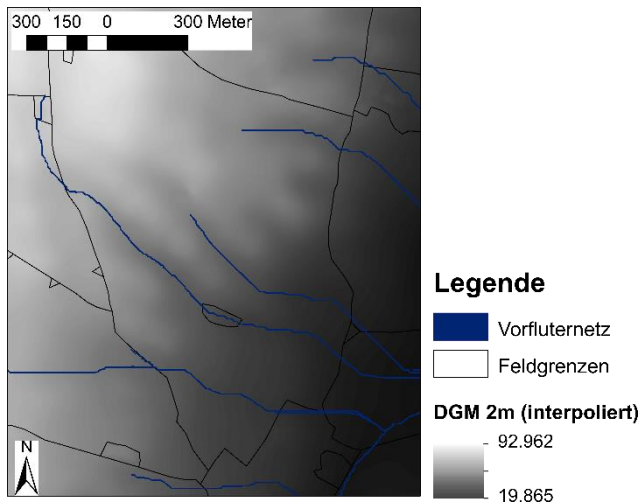 300 150 0 300 Meter
Legende
Vorfluternetz
Feldgrenzen
DGM 2m (interpoliert)
92.962
19.865
N